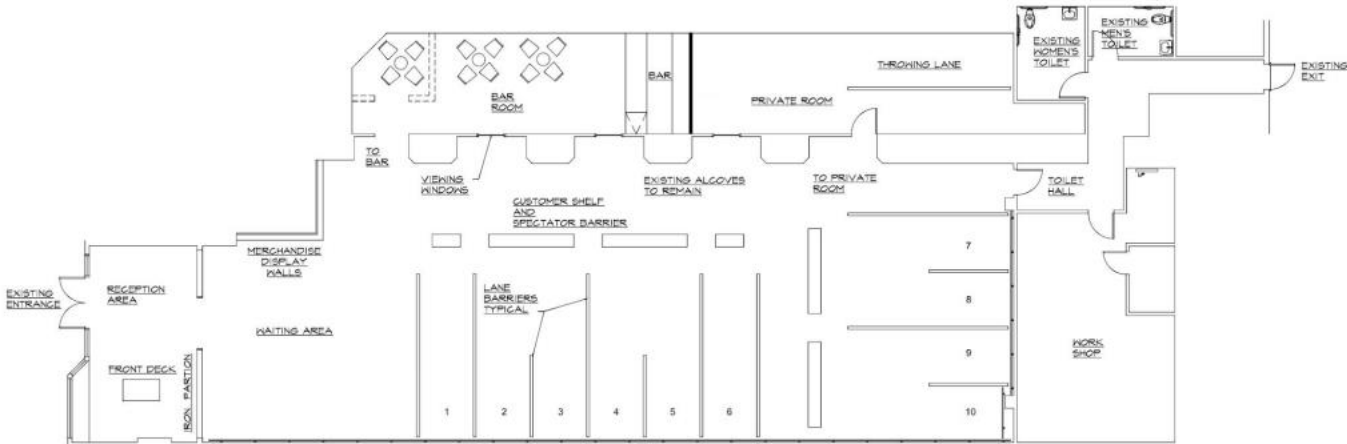 EXISTING
WOMEN'S
TOILET
EXISTING
MEN'S
TOILET
EXISTING
EXIT
THROWING LANE
BAR
BAR
ROOM
PRIVATE ROOM
TO
BAR
VIEWING
WINDOWS
EXISTING ALCOVES
TO REMAIN
TO PRIVATE
ROOM
TOILET
HALL
CUSTOMER SHELF
AND
SPECTATOR BARRIER
MERCHANDISE
DISPLAY
WALLS
7
EXISTING
ENTRANCE
RECEPTION
AREA
LANE
BARRIERS
TYPICAL
8
WAITING AREA
9
WORK
SHOP
FRONT DECK
IRON PARTION
1
2
3
4
5
6
10